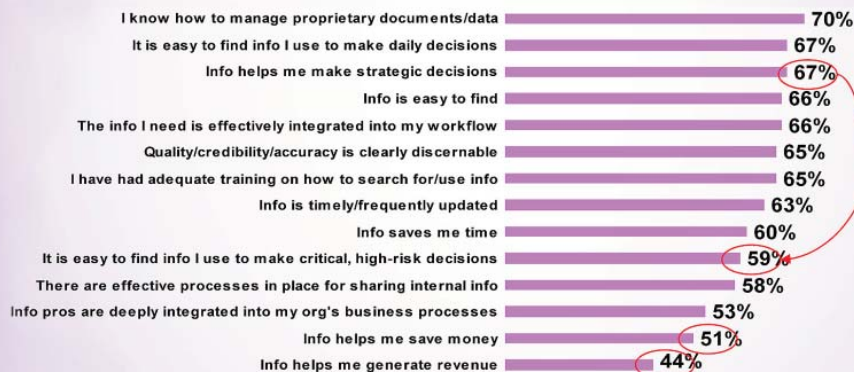 I know how to manage proprietary documents/data 70%
It is easy to find info I use to make daily decisions 67%
Info helps me make strategic decisions 67%
Info is easy to find 66%
The info I need is effectively integrated into my workflow 66%
Quality/credibility/accuracy is clearly discernable 65%
I have had adequate training on how to search for/use info 65%
Info is timely/frequently updated 63%
Info saves me time 60%
It is easy to find info I use to make critical, high-risk decisions 59%
There are effective processes in place for sharing internal info 58%
Info pros are deeply integrated into my org's business processes 53%
Info helps me save money 51%
Info helps me generate revenue 44%